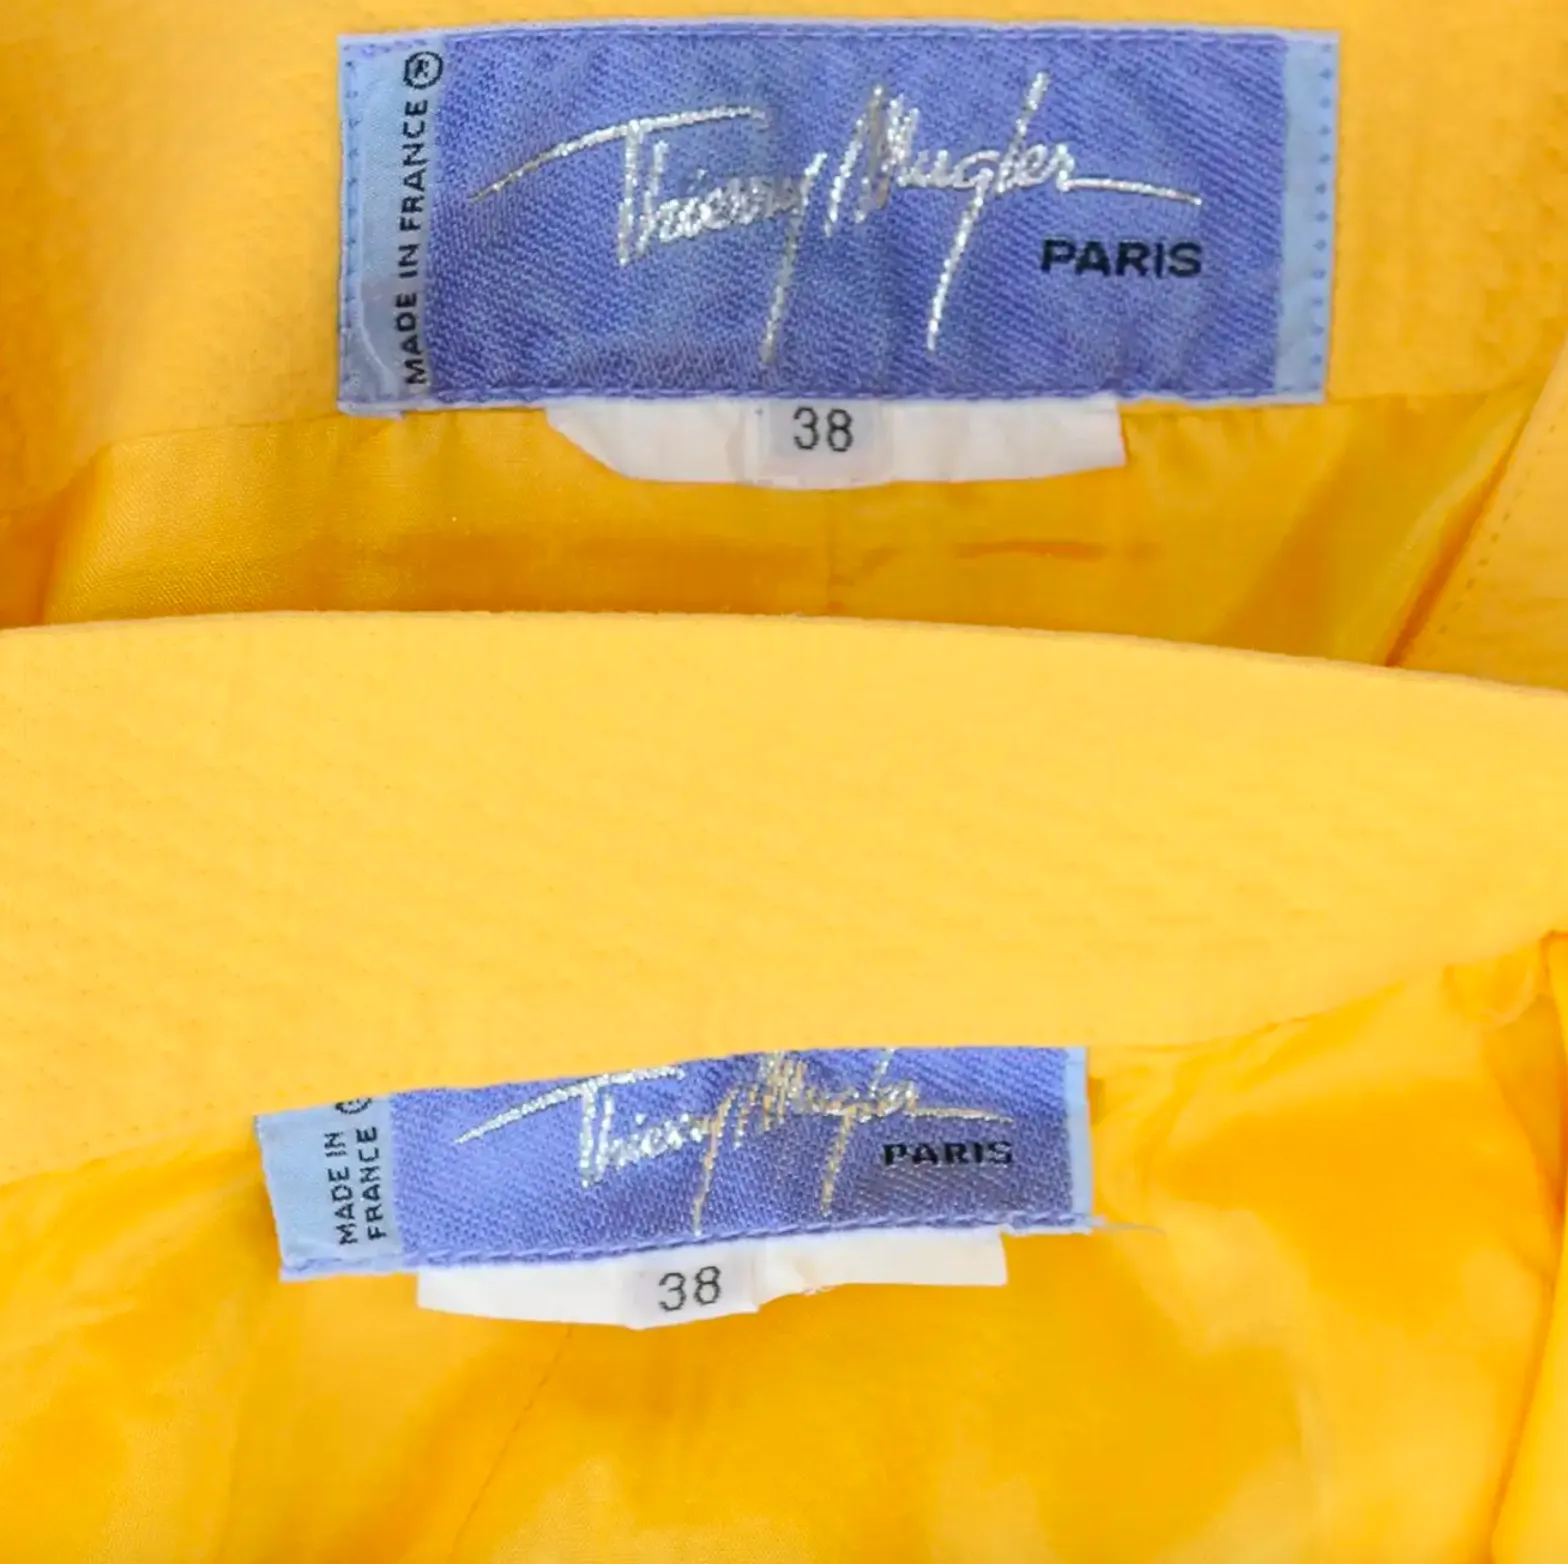 MADE IN FRANCE ®
Thierry Mugler
PARIS
38
MADE IN
FRANCE
Thierry Mugler
PARIS
38